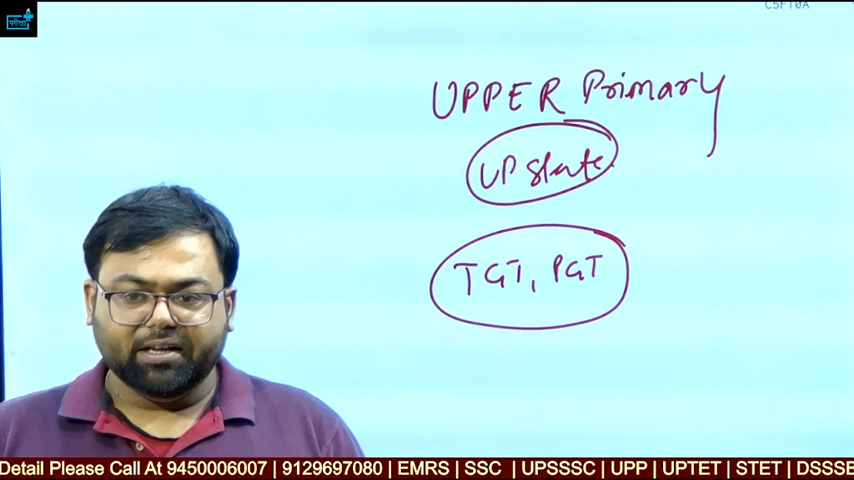 परीक्षा
UPPER Primary
UP State
TGT, PGT
Detail Please Call At 9450006007 | 9129697080 | EMRS | SSC | UPSSSC | UPP | UPTET | STET | DSSSB